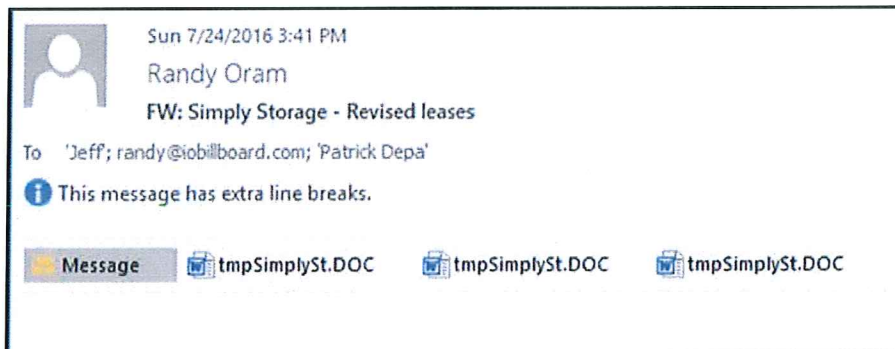 Sun 7/24/2016 3:41 PM
Randy Oram
FW: Simply Storage - Revised leases
To 'Jeff'; randy@iobillboard.com; 'Patrick Depa'
This message has extra line breaks.
Message tmpSimplySt.DOC tmpSimplySt.DOC tmpSimplySt.DOC